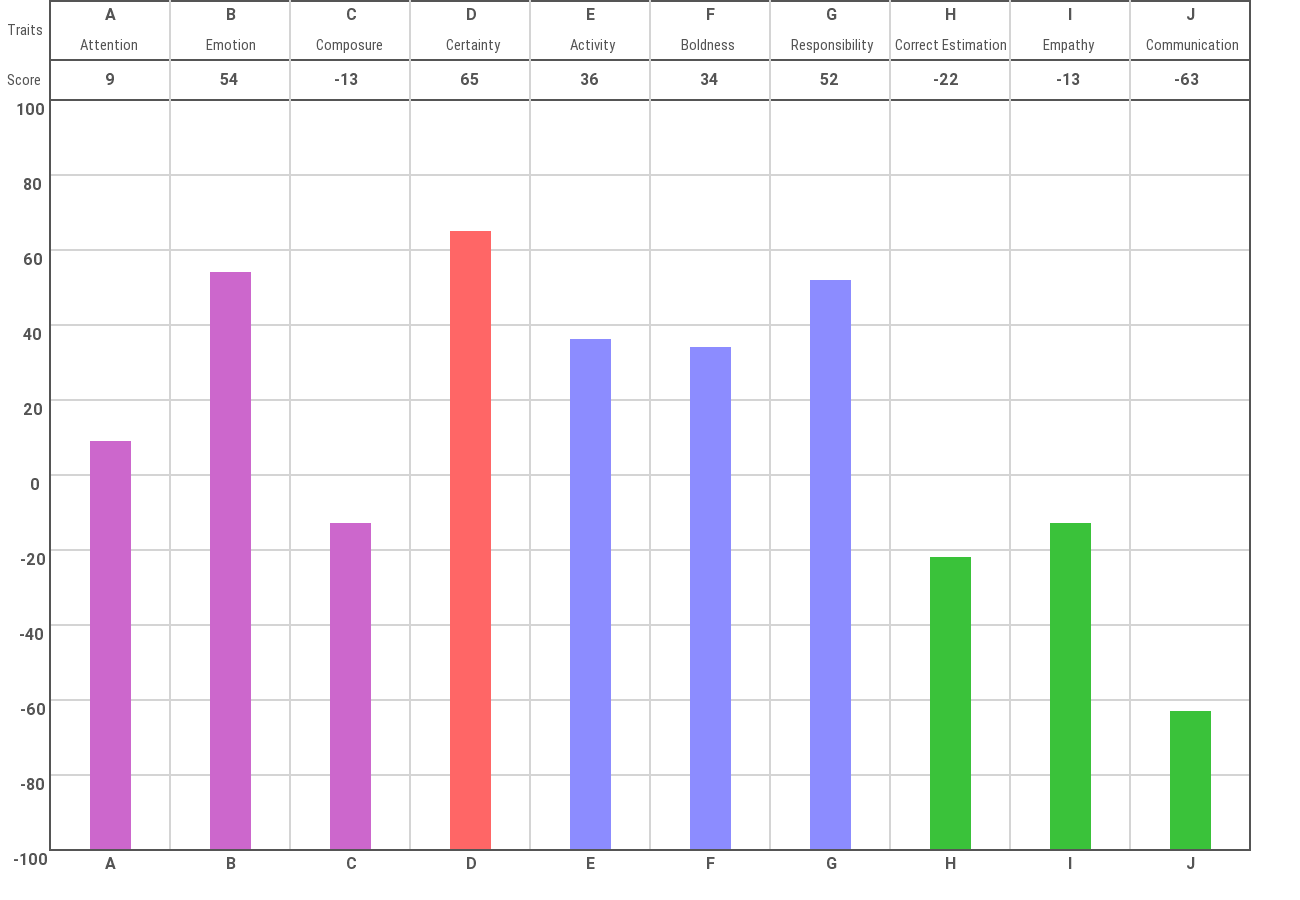 A B C D E F G H I J
Traits
Attention Emotion Composure Certainty Activity Boldness Responsibility Correct Estimation Empathy Communication
Score 9 54 -13 65 36 34 52 -22 -13 -63
100
80
60
40
20
0
-20
-40
-60
-80
-100
A B C D E F G H I J